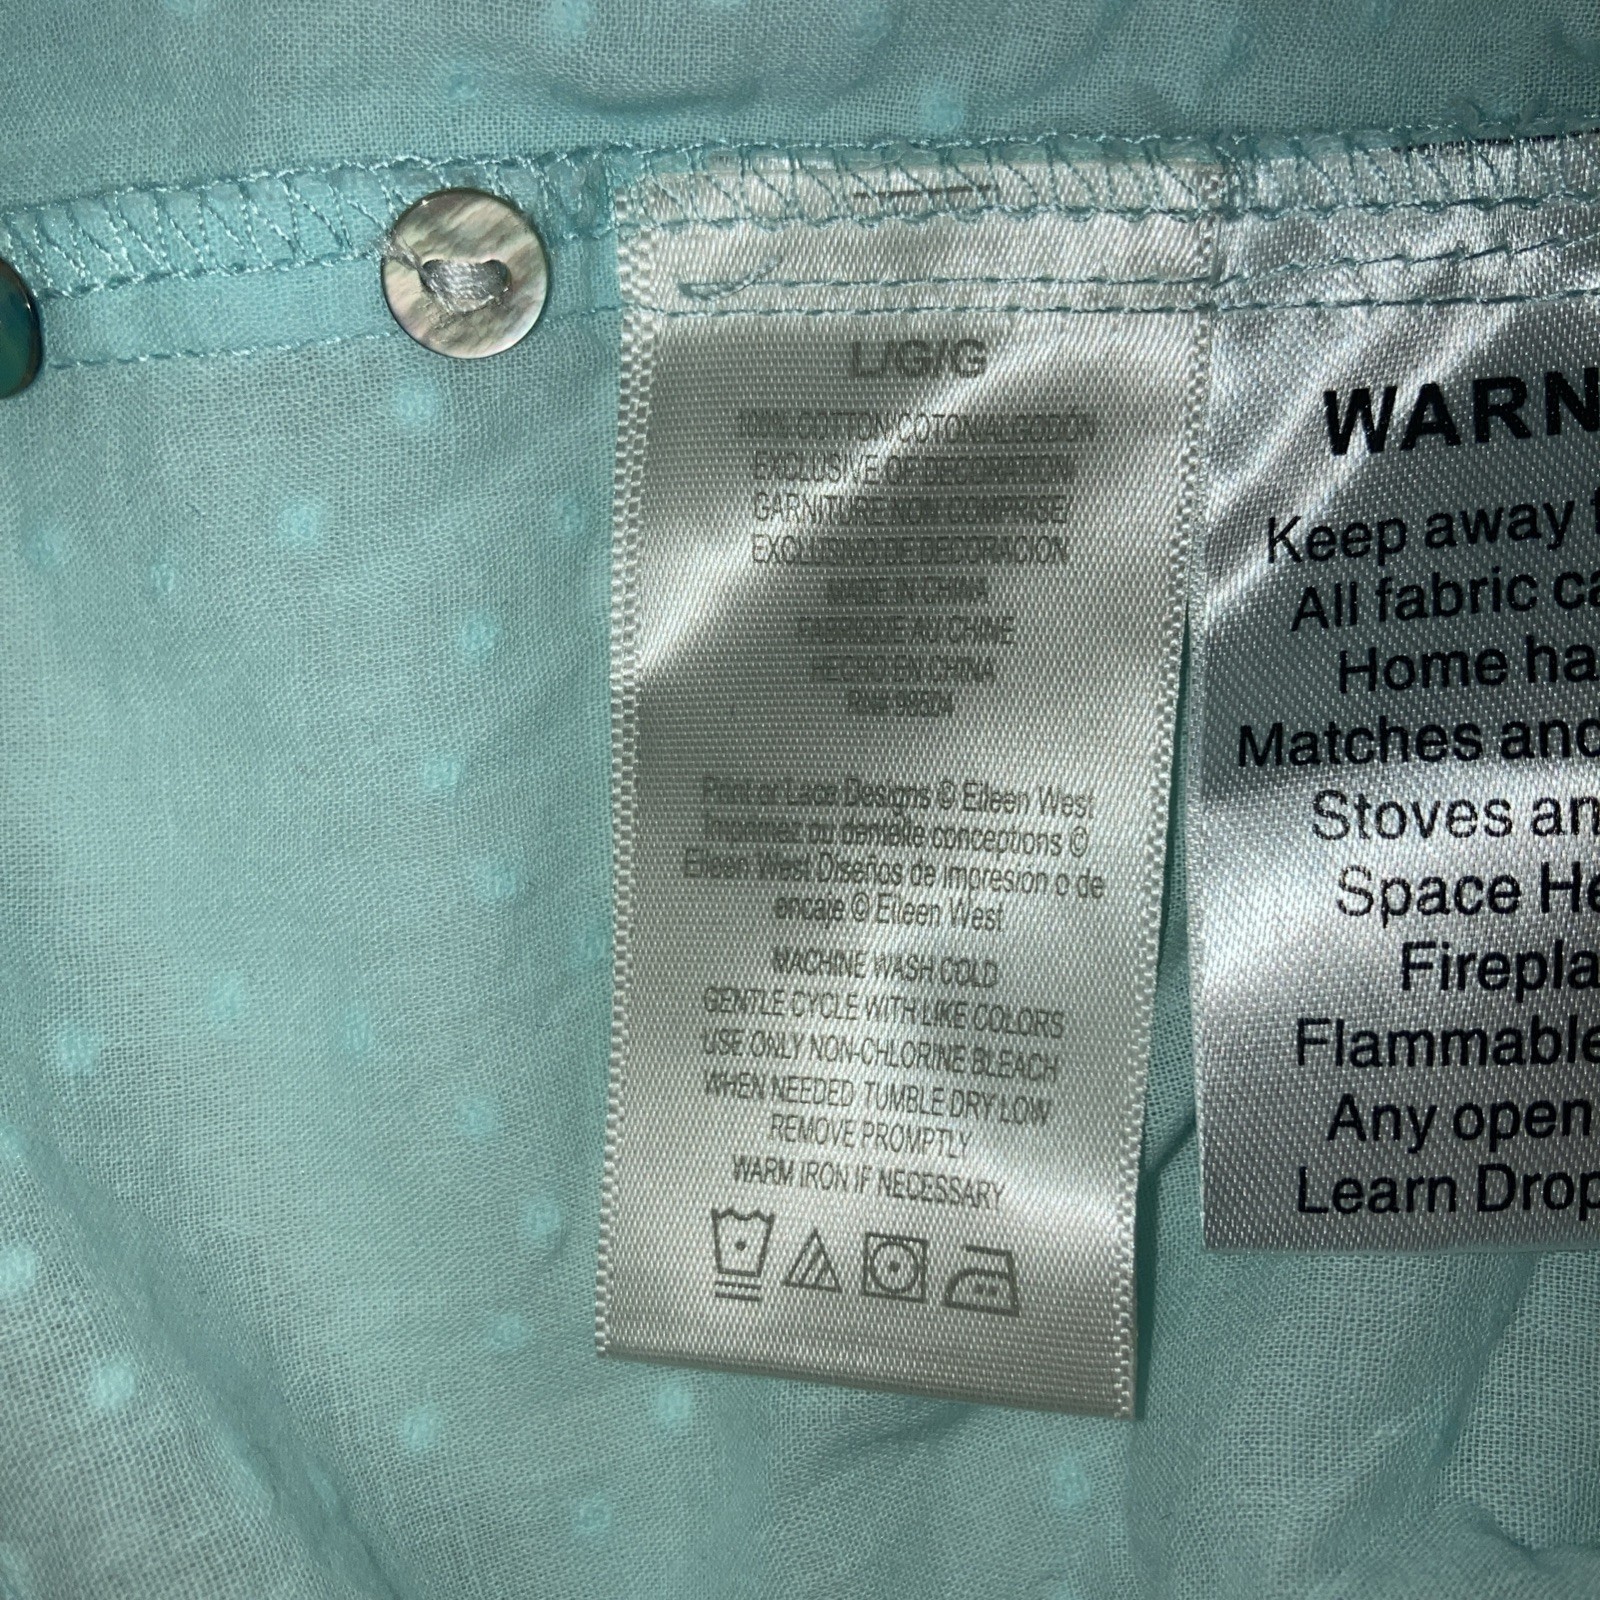 L/G/G
100% COTTON/COTON/ALGODÓN
EXCLUSIVE OF DECORATION
GARNITURE NON COMPRISE
EXCLUSIVO DE DECORACION
MADE IN CHINA
FABRIQUE AU CHINE
HECHO EN CHINA
Print or Lace Designs © Eileen West
Imprimez ou dentelle conceptions ©
Eileen West Diseños de impresión o de
encaje © Eileen West
MACHINE WASH COLD
GENTLE CYCLE WITH LIKE COLORS
USE ONLY NON-CHLORINE BLEACH
WHEN NEEDED TUMBLE DRY LOW
REMOVE PROMPTLY
WARM IRON IF NECESSARY
WARN
Keep away f
All fabric ca
Home ha
Matches and
Stoves an
Space He
Firepla
Flammable
Any open
Learn Drop